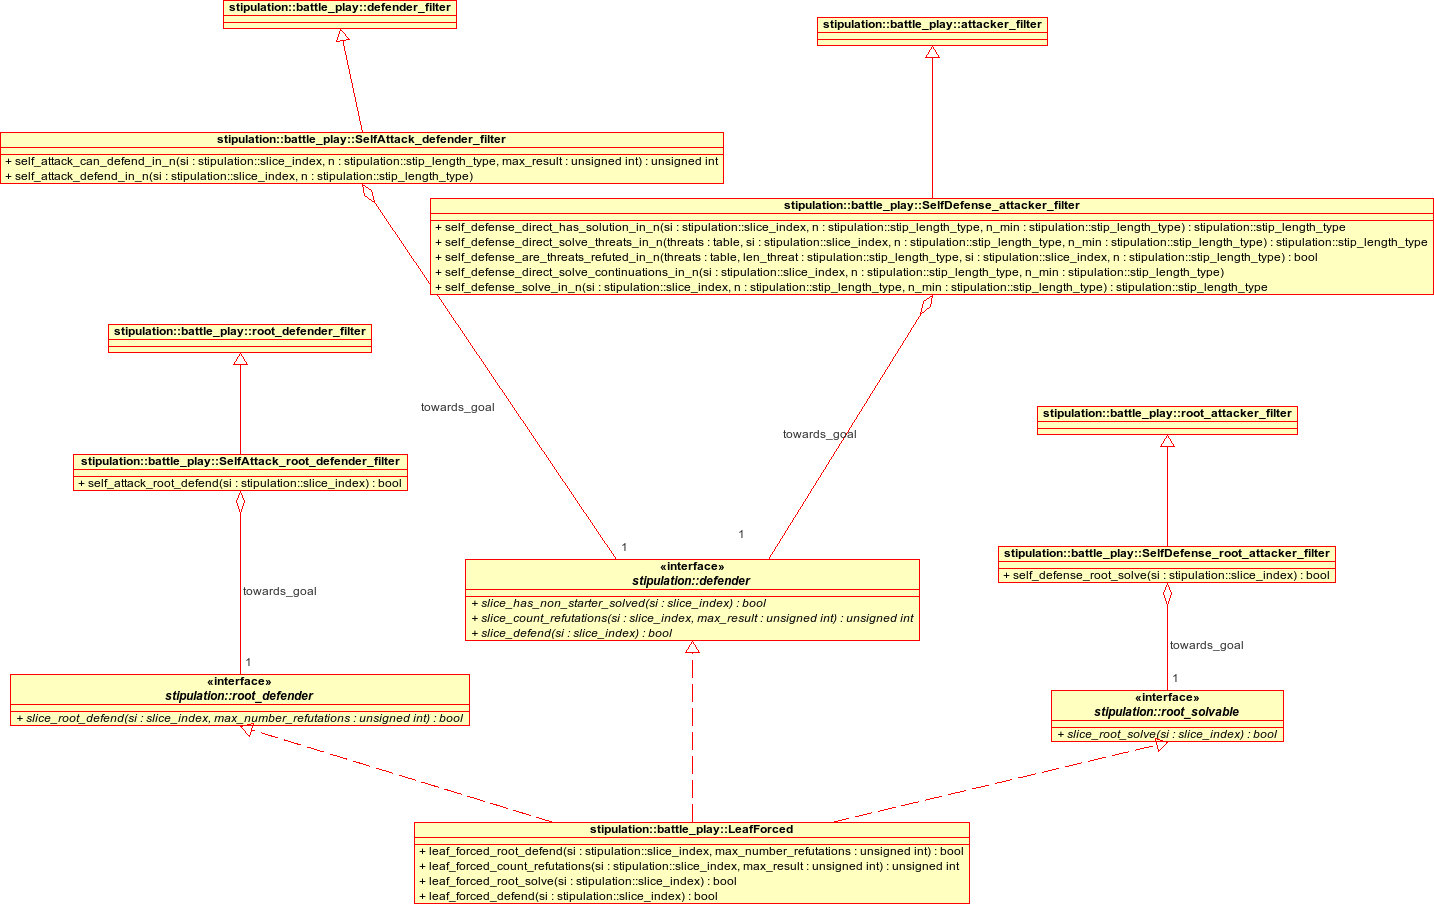 stipulation::battle_play::defender_filter
stipulation::battle_play::attacker_filter
stipulation::battle_play::SelfAttack_defender_filter
+ self_attack_can_defend_in_n(si : stipulation::slice_index, n : stipulation::stip_length_type, max_result : unsigned int) : unsigned int
+ self_attack_defend_in_n(si : stipulation::slice_index, n : stipulation::stip_length_type)
stipulation::battle_play::SelfDefense_attacker_filter
+ self_defense_direct_has_solution_in_n(si : stipulation::slice_index, n : stipulation::stip_length_type, n_min : stipulation::stip_length_type) : stipulation::stip_length_type
+ self_defense_direct_solve_threats_in_n(threats : table, si : stipulation::slice_index, n : stipulation::stip_length_type, n_min : stipulation::stip_length_type) : stipulation::stip_length_type
+ self_defense_are_threats_refuted_in_n(threats : table, len_threat : stipulation::stip_length_type, si : stipulation::slice_index, n : stipulation::stip_length_type) : bool
+ self_defense_direct_solve_continuations_in_n(si : stipulation::slice_index, n : stipulation::stip_length_type, n_min : stipulation::stip_length_type)
+ self_defense_solve_in_n(si : stipulation::slice_index, n : stipulation::stip_length_type, n_min : stipulation::stip_length_type) : stipulation::stip_length_type
stipulation::battle_play::root_defender_filter
towards_goal
towards_goal
stipulation::battle_play::root_attacker_filter
stipulation::battle_play::SelfAttack_root_defender_filter
+ self_attack_root_defend(si : stipulation::slice_index) : bool
1
1
stipulation::battle_play::SelfDefense_root_attacker_filter
+ self_defense_root_solve(si : stipulation::slice_index) : bool
«interface»
stipulation::defender
+ slice_has_non_starter_solved(si : slice_index) : bool
+ slice_count_refutations(si : slice_index, max_result : unsigned int) : unsigned int
+ slice_defend(si : slice_index) : bool
towards_goal
towards_goal
1
1
«interface»
stipulation::root_defender
+ slice_root_defend(si : slice_index, max_number_refutations : unsigned int) : bool
«interface»
stipulation::root_solvable
+ slice_root_solve(si : slice_index) : bool
stipulation::battle_play::LeafForced
+ leaf_forced_root_defend(si : stipulation::slice_index, max_number_refutations : unsigned int) : bool
+ leaf_forced_count_refutations(si : stipulation::slice_index, max_result : unsigned int) : unsigned int
+ leaf_forced_root_solve(si : stipulation::slice_index) : bool
+ leaf_forced_defend(si : stipulation::slice_index) : bool